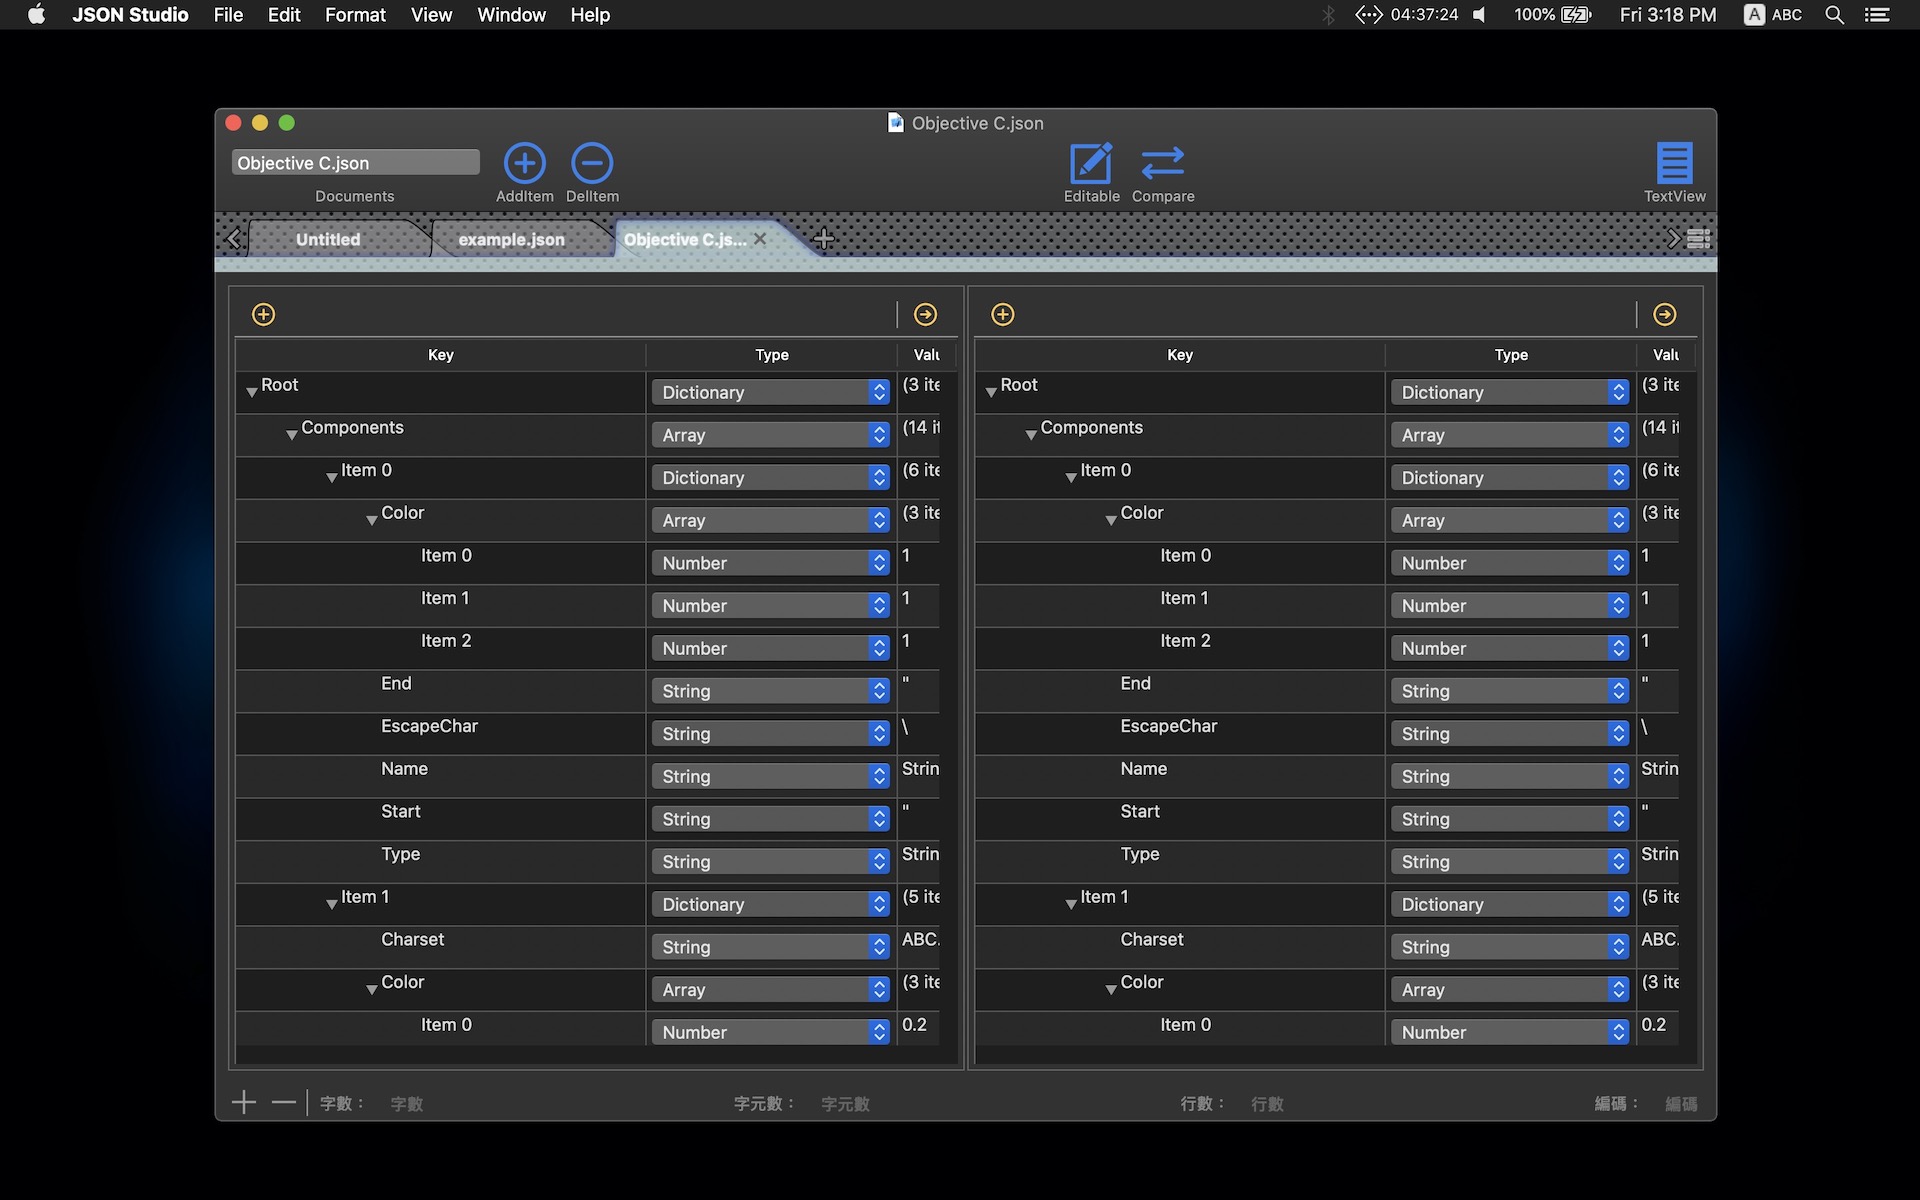 JSON Studio File Edit Format View Window Help 04:37:24 100% Fri 3:18 PM A ABC
Objective C.json
Objective C.json
Documents AddItem DelItem Editable Compare TextView
Untitled example.json Objective C.js...
Key Type Valu Key Type Valu
Root Dictionary (3 ite Root Dictionary (3 ite
Components Array (14 it Components Array (14 it
Item 0 Dictionary (6 ite Item 0 Dictionary (6 ite
Color Array (3 ite Color Array (3 ite
Item 0 Number 1 Item 0 Number 1
Item 1 Number 1 Item 1 Number 1
Item 2 Number 1 Item 2 Number 1
End String " End String "
EscapeChar String \ EscapeChar String \
Name String Strin Name String Strin
Start String " Start String "
Type String Strin Type String Strin
Item 1 Dictionary (5 ite Item 1 Dictionary (5 ite
Charset String ABC. Charset String ABC.
Color Array (3 ite Color Array (3 ite
Item 0 Number 0.2 Item 0 Number 0.2
字數： 字數 字元數： 字元數 行數： 行數 編碼： 編碼